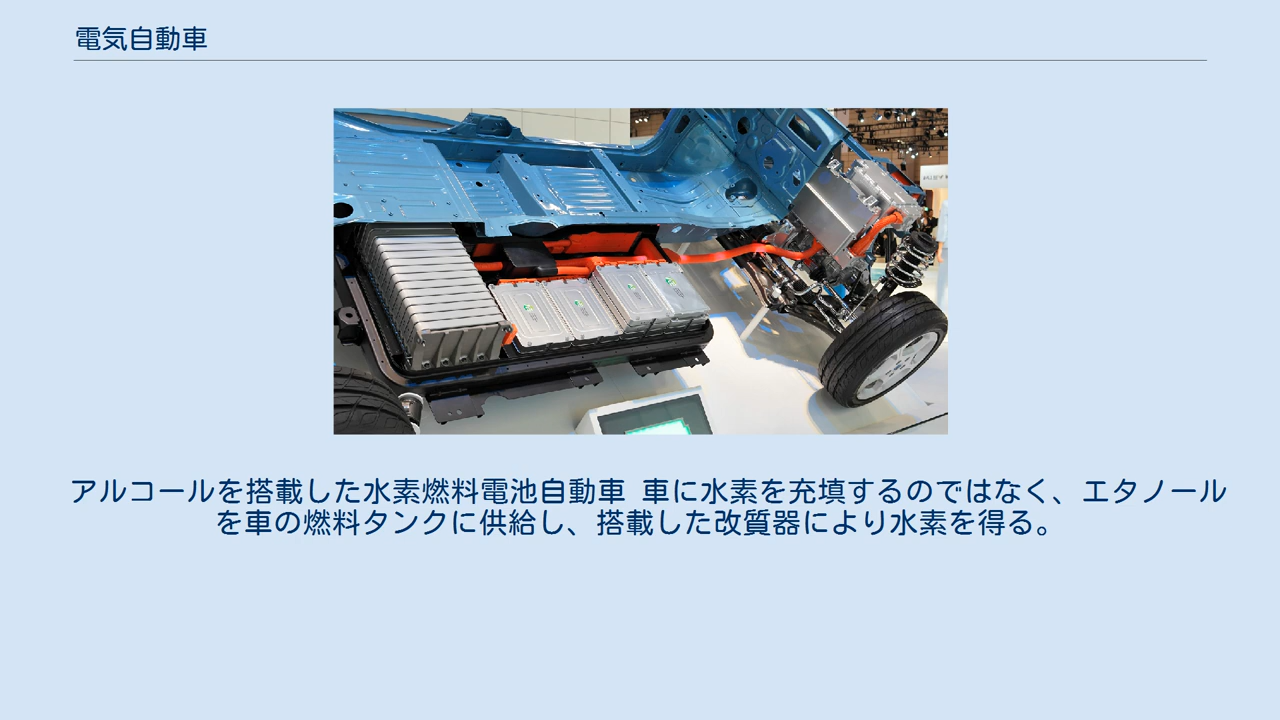 電気自動車
アルコールを搭載した水素燃料電池自動車 車に水素を充填するのではなく、エタノール
を車の燃料タンクに供給し、搭載した改質器により水素を得る。